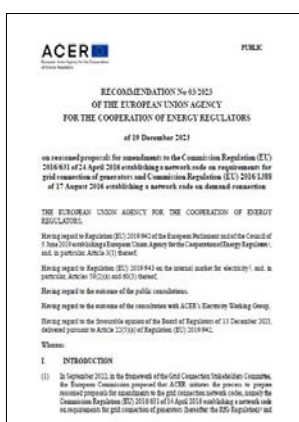 ACER
European Union Agency for the Cooperation
of Energy Regulators
PUBLIC
RECOMMENDATION No 03/2023
OF THE EUROPEAN UNION AGENCY
FOR THE COOPERATION OF ENERGY REGULATORS
of 19 December 2023
on reasoned proposals for amendments to the Commission Regulation (EU)
2016/631 of 14 April 2016 establishing a network code on requirements for
grid connection of generators and Commission Regulation (EU) 2016/1388
of 17 August 2016 establishing a network code on demand connection
THE EUROPEAN UNION AGENCY FOR THE COOPERATION OF ENERGY
REGULATORS,
Having regard to Regulation (EU) 2019/942 of the European Parliament and of the Council of
5 June 2019 establishing a European Union Agency for the Cooperation of Energy Regulators,
and, in particular, Article 3(1) thereof,
Having regard to Regulation (EU) 2019/943 on the internal market for electricity, and, in
particular, Articles 59(2)(a) and 60(3) thereof,
Having regard to the outcome of the public consultations,
Having regard to the outcome of the consultation with ACER's Electricity Working Group,
Having regard to the favourable opinion of the Board of Regulators of 13 December 2023,
delivered pursuant to Article 22(5)(a) of Regulation (EU) 2019/942,
Whereas:
1. INTRODUCTION
(1) In September 2022, in the framework of the Grid Connection Stakeholders Committee,
the European Commission proposed that ACER initiates the process to prepare
reasoned proposals for amendments to the grid connection network codes, namely the
Commission Regulation (EU) 2016/631 of 14 April 2016 establishing a network code
on requirements for grid connection of generators (hereafter: the RfG Regulation) and